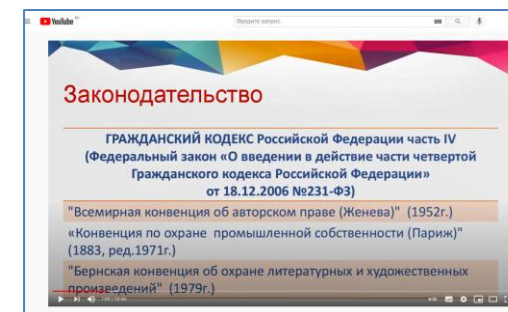 YouTube RU
Введите запрос
Законодательство
ГРАЖДАНСКИЙ КОДЕКС Российской Федерации часть IV
(Федеральный закон «О введении в действие части четвертой
Гражданского кодекса Российской Федерации»
от 18.12.2006 №231-ФЗ)
"Всемирная конвенция об авторском праве (Женева)" (1952г.)
«Конвенция по охране промышленной собственности (Париж)"
(1883, ред.1971г.)
"Бернская конвенция об охране литературных и художественных
произведений" (1979г.)